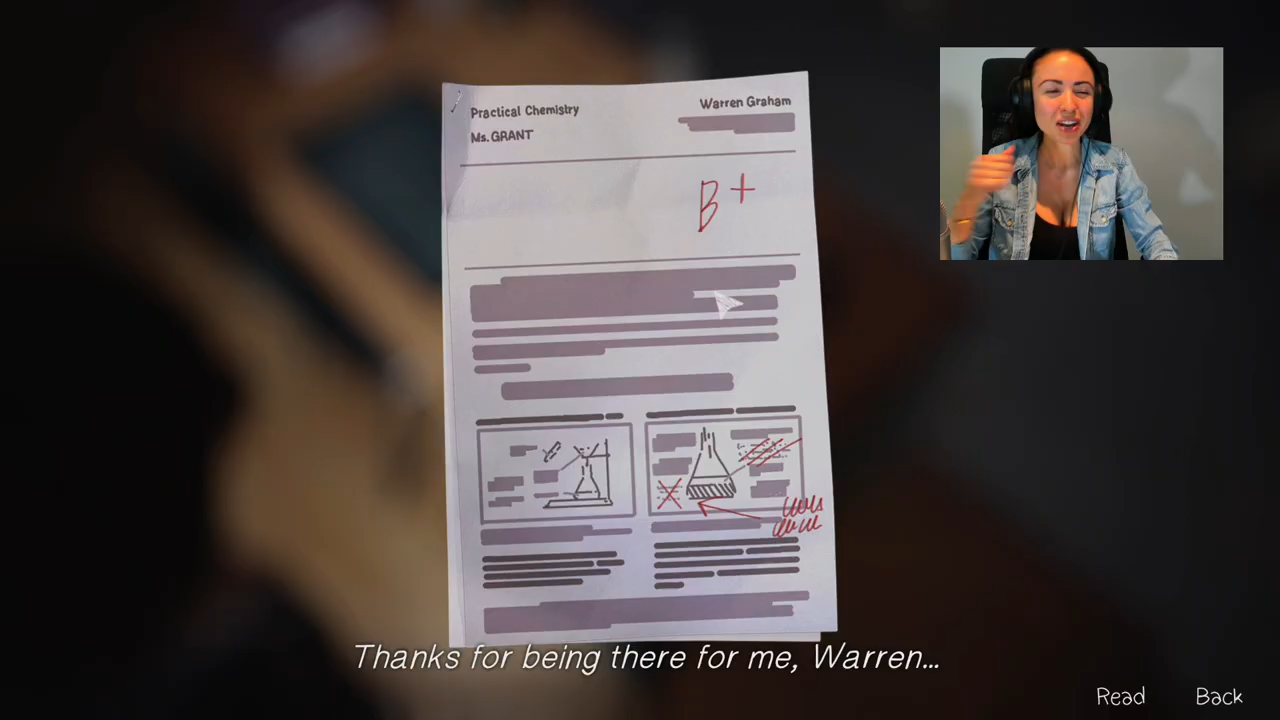 Practical Chemistry
Warren Graham
Ms. GRANT
B+
Thanks for being there for me, Warren...
Read
Back